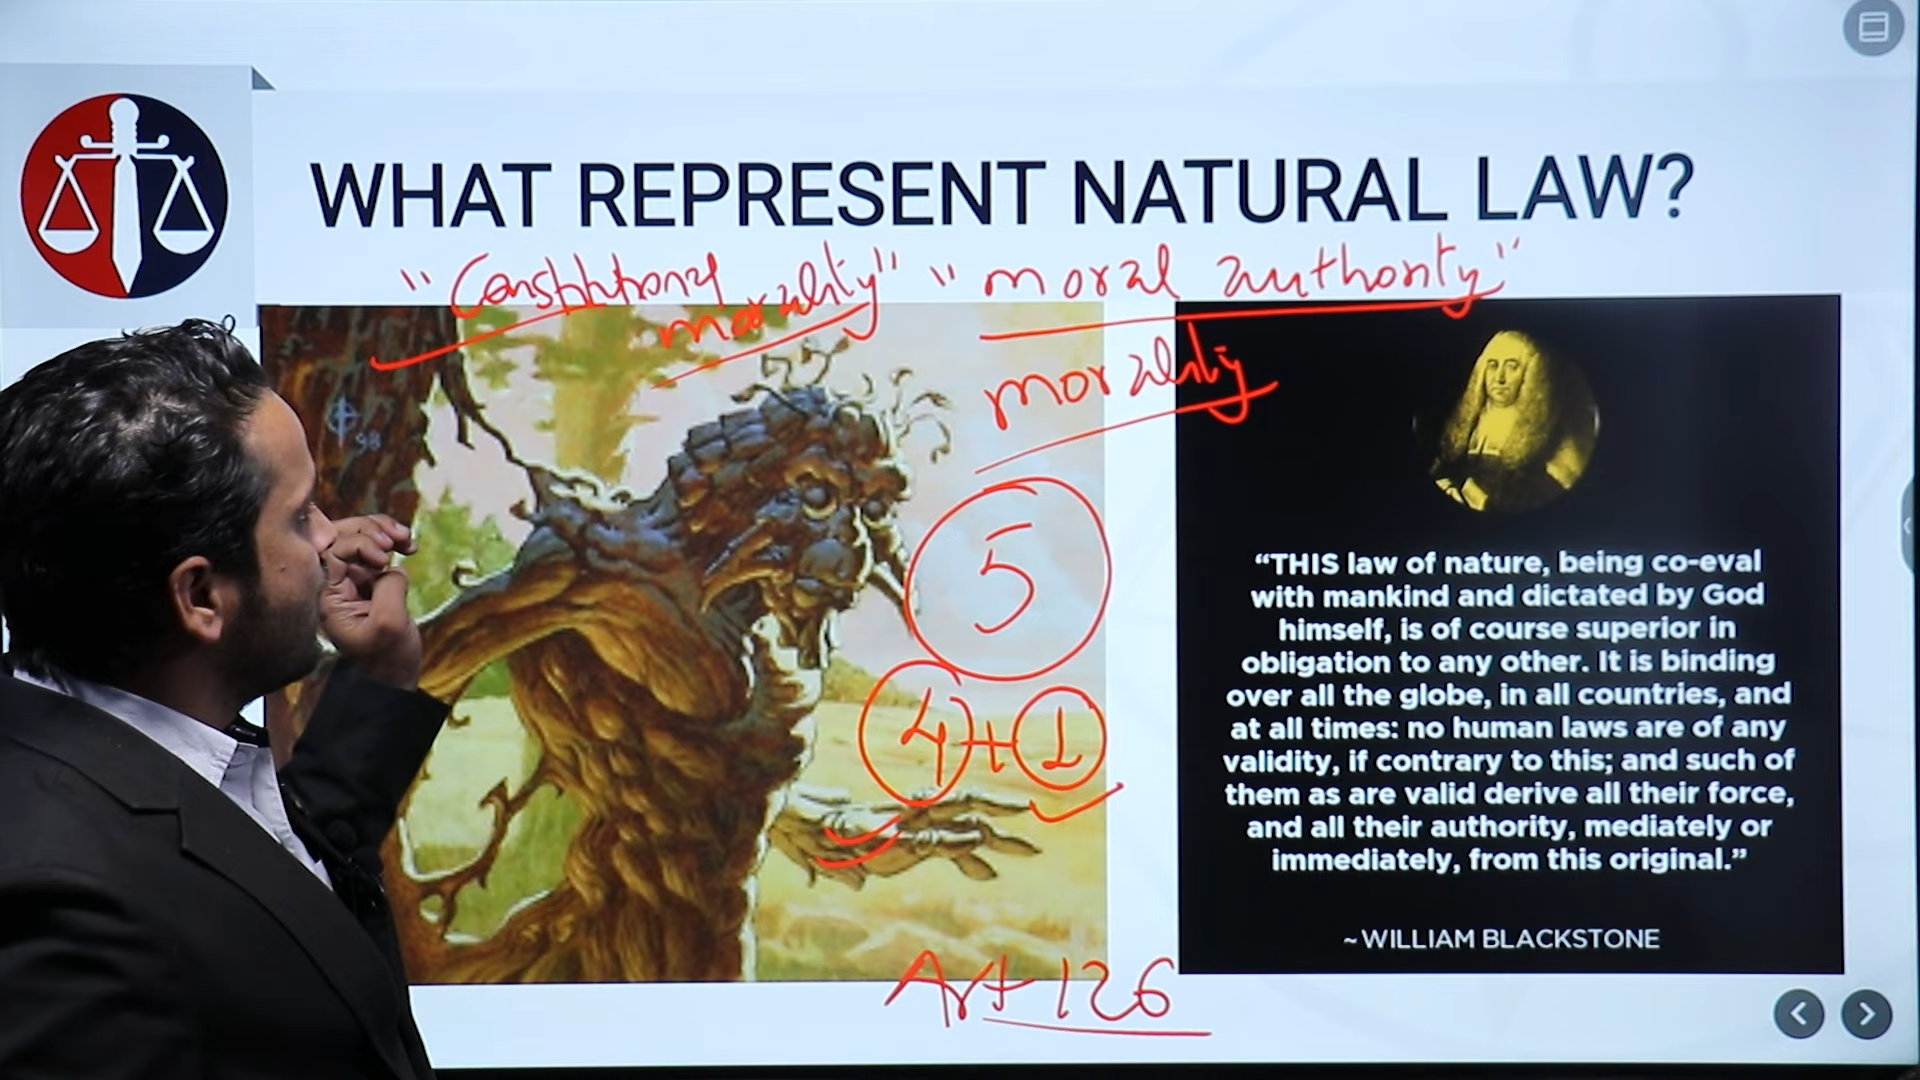 WHAT REPRESENT NATURAL LAW?
" Constitutional morality" " moral authority"
morality
98
5
4 + 1
"THIS law of nature, being co-eval
with mankind and dictated by God
himself, is of course superior in
obligation to any other. It is binding
over all the globe, in all countries, and
at all times: no human laws are of any
validity, if contrary to this; and such of
them as are valid derive all their force,
and all their authority, mediately or
immediately, from this original."
~WILLIAM BLACKSTONE
Art 126